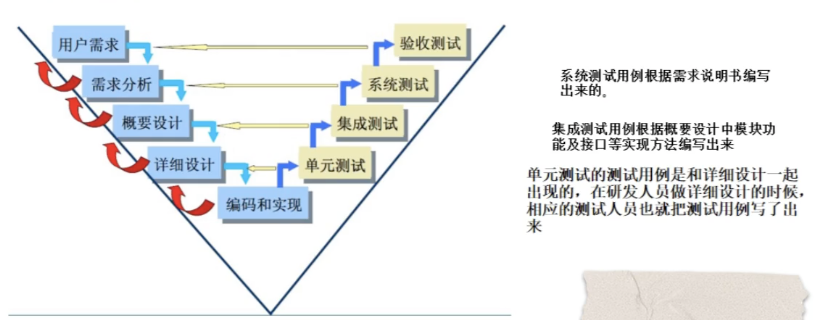 用户需求
验收测试
需求分析
系统测试
概要设计
集成测试
详细设计
单元测试
编码和实现
系统测试用例根据需求说明书编写
出来的。
集成测试用例根据概要设计中模块功
能及接口等实现方法编写出来
单元测试的测试用例是和详细设计一起
出现的，在研发人员做详细设计的时候，
相应的测试人员也就把测试用例写了出
来